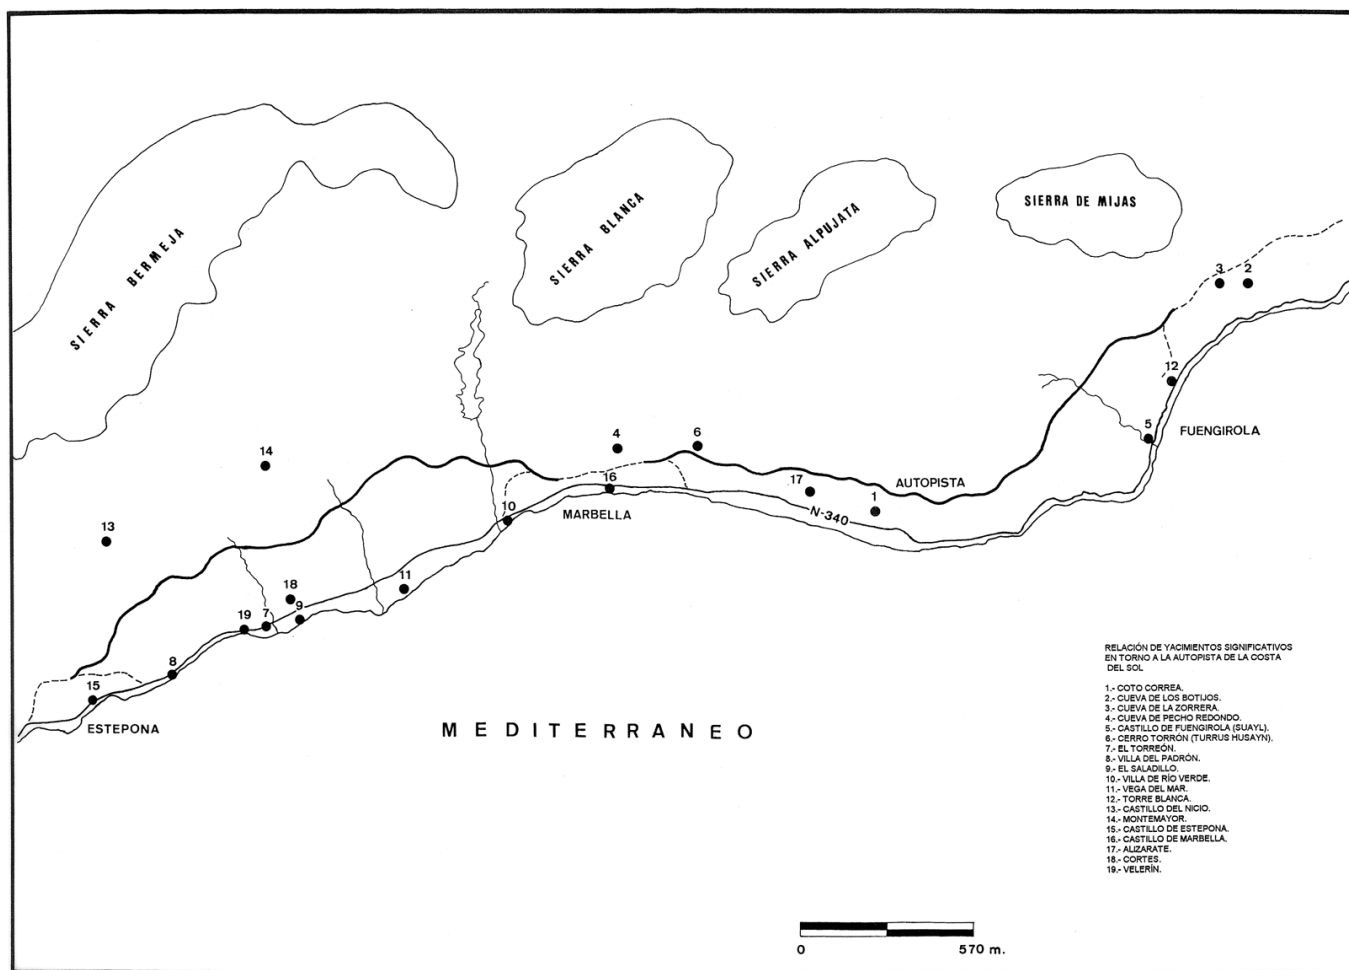 SIERRA BERMEJA
SIERRA BLANCA
SIERRA ALPUJATA
SIERRA DE MIJAS
3
2
12
5
FUENGIROLA
4
6
14
16
17
AUTOPISTA
1
N-340
10
MARBELLA
13
11
18
9
7
19
8
15
ESTEPONA
MEDITERRANEO
RELACIÓN DE YACIMIENTOS SIGNIFICATIVOS
EN TORNO A LA AUTOPISTA DE LA COSTA
DEL SOL
1.- COTO CORREA.
2.- CUEVA DE LOS BOTIJOS.
3.- CUEVA DE LA ZORRERA.
4.- CUEVA DE PECHO REDONDO.
5.- CASTILLO DE FUENGIROLA (SUAYL).
6.- CERRO TORRÓN (TURRUS HUSAYN).
7.- EL TORREÓN.
8.- VILLA DEL PADRÓN.
9.- EL SALADILLO.
10.- VILLA DE RÍO VERDE.
11.- VEGA DEL MAR.
12.- TORRE BLANCA.
13.- CASTILLO DEL NICIO.
14.- MONTEMAYOR.
15.- CASTILLO DE ESTEPONA.
16.- CASTILLO DE MARBELLA.
17.- ALIZARATE.
18.- CORTES.
19.- VELERÍN.
0 570 m.